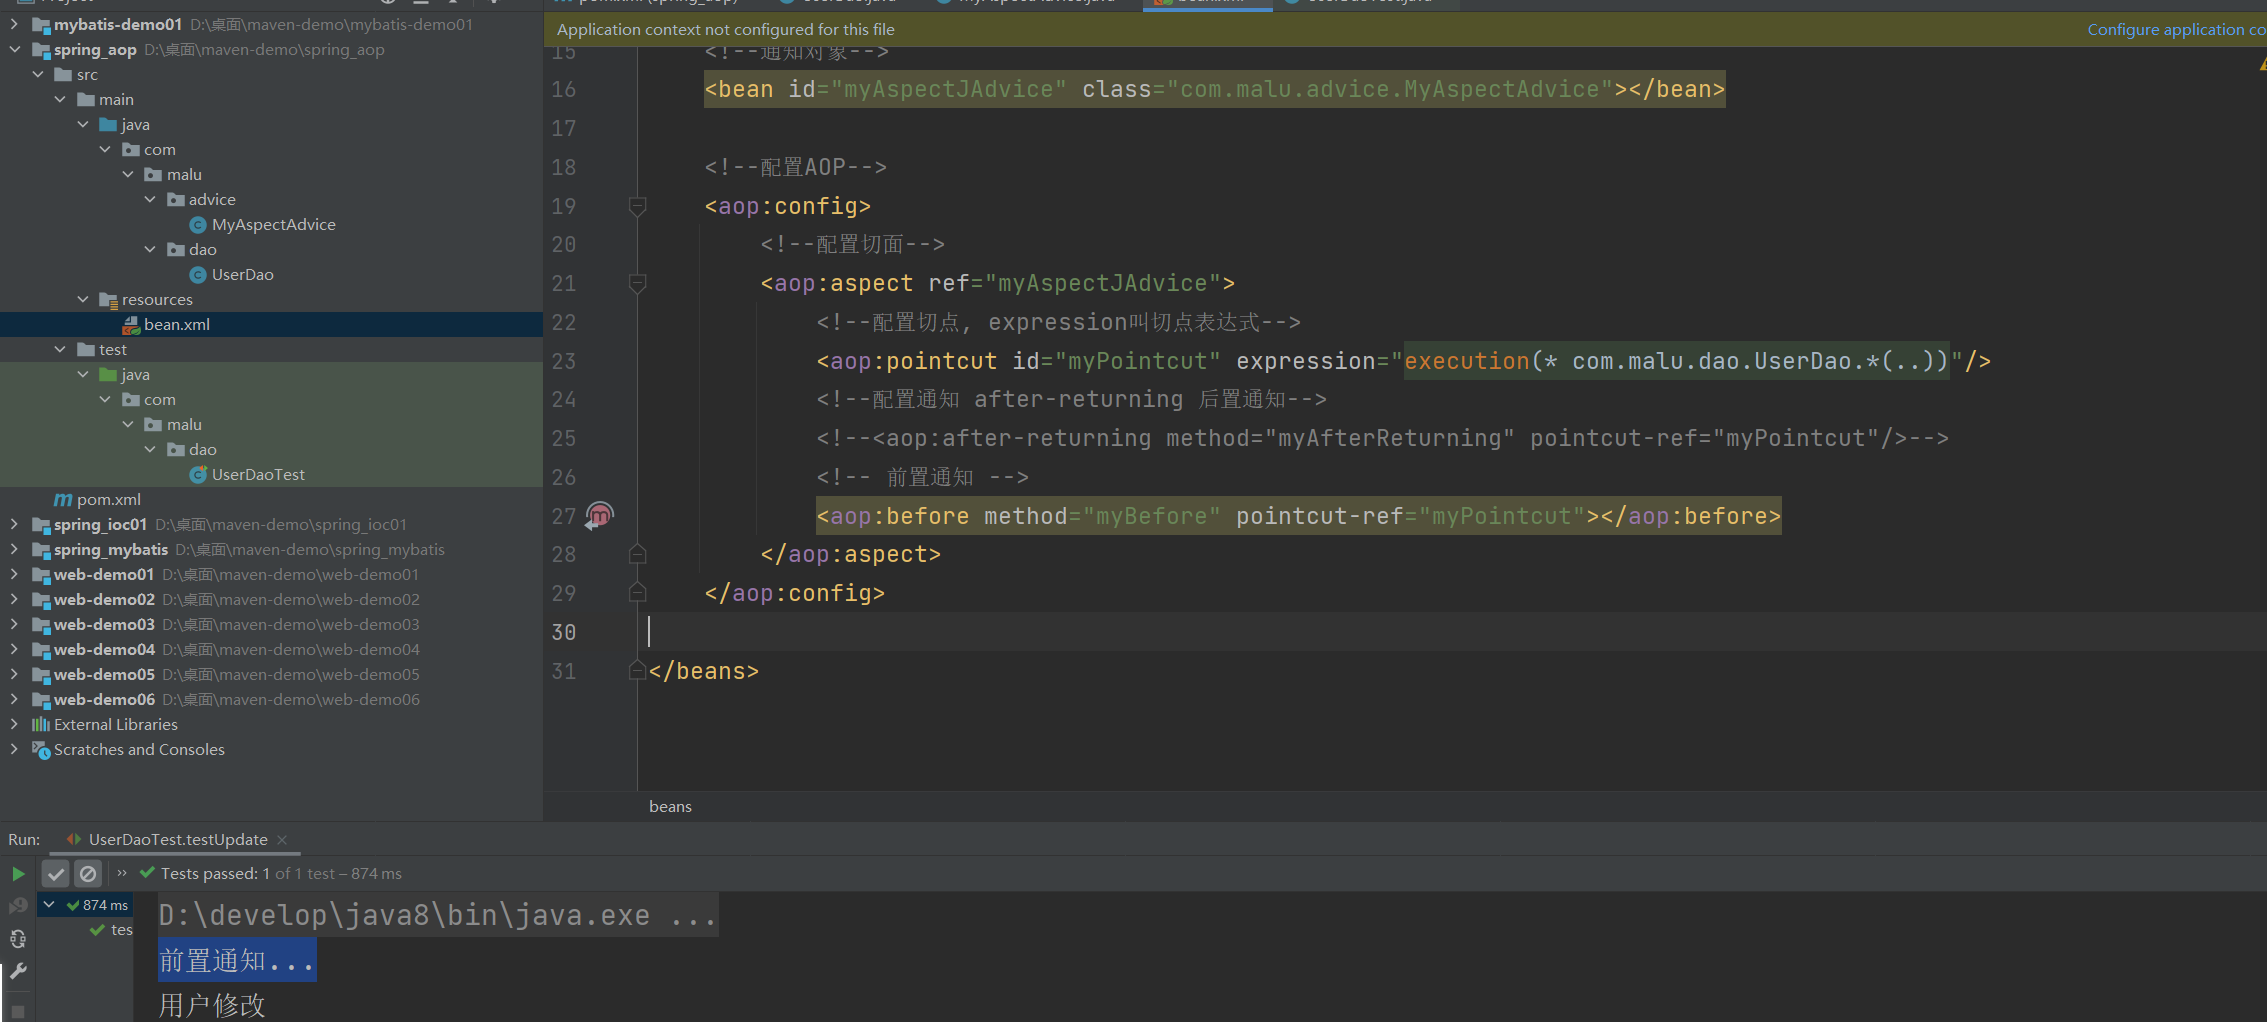 mybatis-demo01 D:\桌面\maven-demo\mybatis-demo01
spring_aop D:\桌面\maven-demo\spring_aop
src
main
java
com
malu
advice
MyAspectAdvice
dao
UserDao
resources
bean.xml
test
java
com
malu
dao
UserDaoTest
pom.xml
spring_ioc01 D:\桌面\maven-demo\spring_ioc01
spring_mybatis D:\桌面\maven-demo\spring_mybatis
web-demo01 D:\桌面\maven-demo\web-demo01
web-demo02 D:\桌面\maven-demo\web-demo02
web-demo03 D:\桌面\maven-demo\web-demo03
web-demo04 D:\桌面\maven-demo\web-demo04
web-demo05 D:\桌面\maven-demo\web-demo05
web-demo06 D:\桌面\maven-demo\web-demo06
External Libraries
Scratches and Consoles
Application context not configured for this file Configure application co
15 <!--通知对象-->
16 <bean id="myAspectJAdvice" class="com.malu.advice.MyAspectAdvice"></bean>
17
18 <!--配置AOP-->
19 <aop:config>
20 <!--配置切面-->
21 <aop:aspect ref="myAspectJAdvice">
22 <!--配置切点, expression叫切点表达式-->
23 <aop:pointcut id="myPointcut" expression="execution(* com.malu.dao.UserDao.*(..))"/>
24 <!--配置通知 after-returning 后置通知-->
25 <!--<aop:after-returning method="myAfterReturning" pointcut-ref="myPointcut"/>-->
26 <!-- 前置通知 -->
27 <aop:before method="myBefore" pointcut-ref="myPointcut"></aop:before>
28 </aop:aspect>
29 </aop:config>
30
31 </beans>
beans
Run: UserDaoTest.testUpdate
Tests passed: 1 of 1 test – 874 ms
874 ms
tes
D:\develop\java8\bin\java.exe ...
前置通知...
用户修改